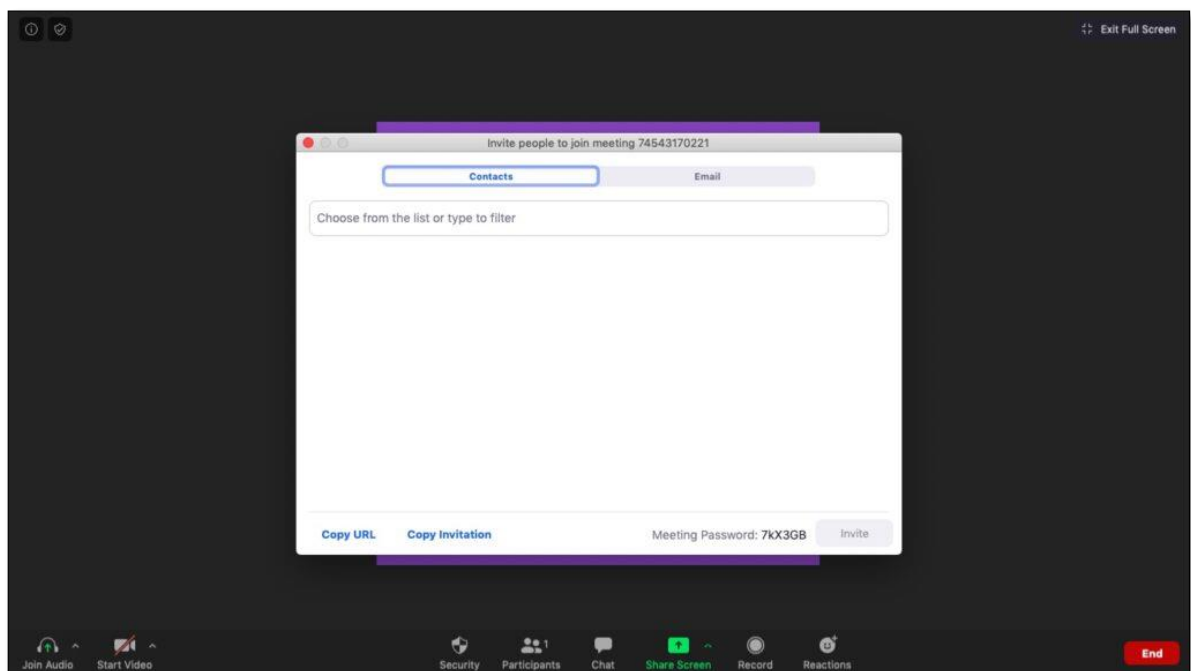 Exit Full Screen
Invite people to join meeting 74543170221
Contacts Email
Choose from the list or type to filter
Copy URL Copy Invitation Meeting Password: 7kX3GB Invite
1
Join Audio Start Video Security Participants Chat Share Screen Record Reactions End